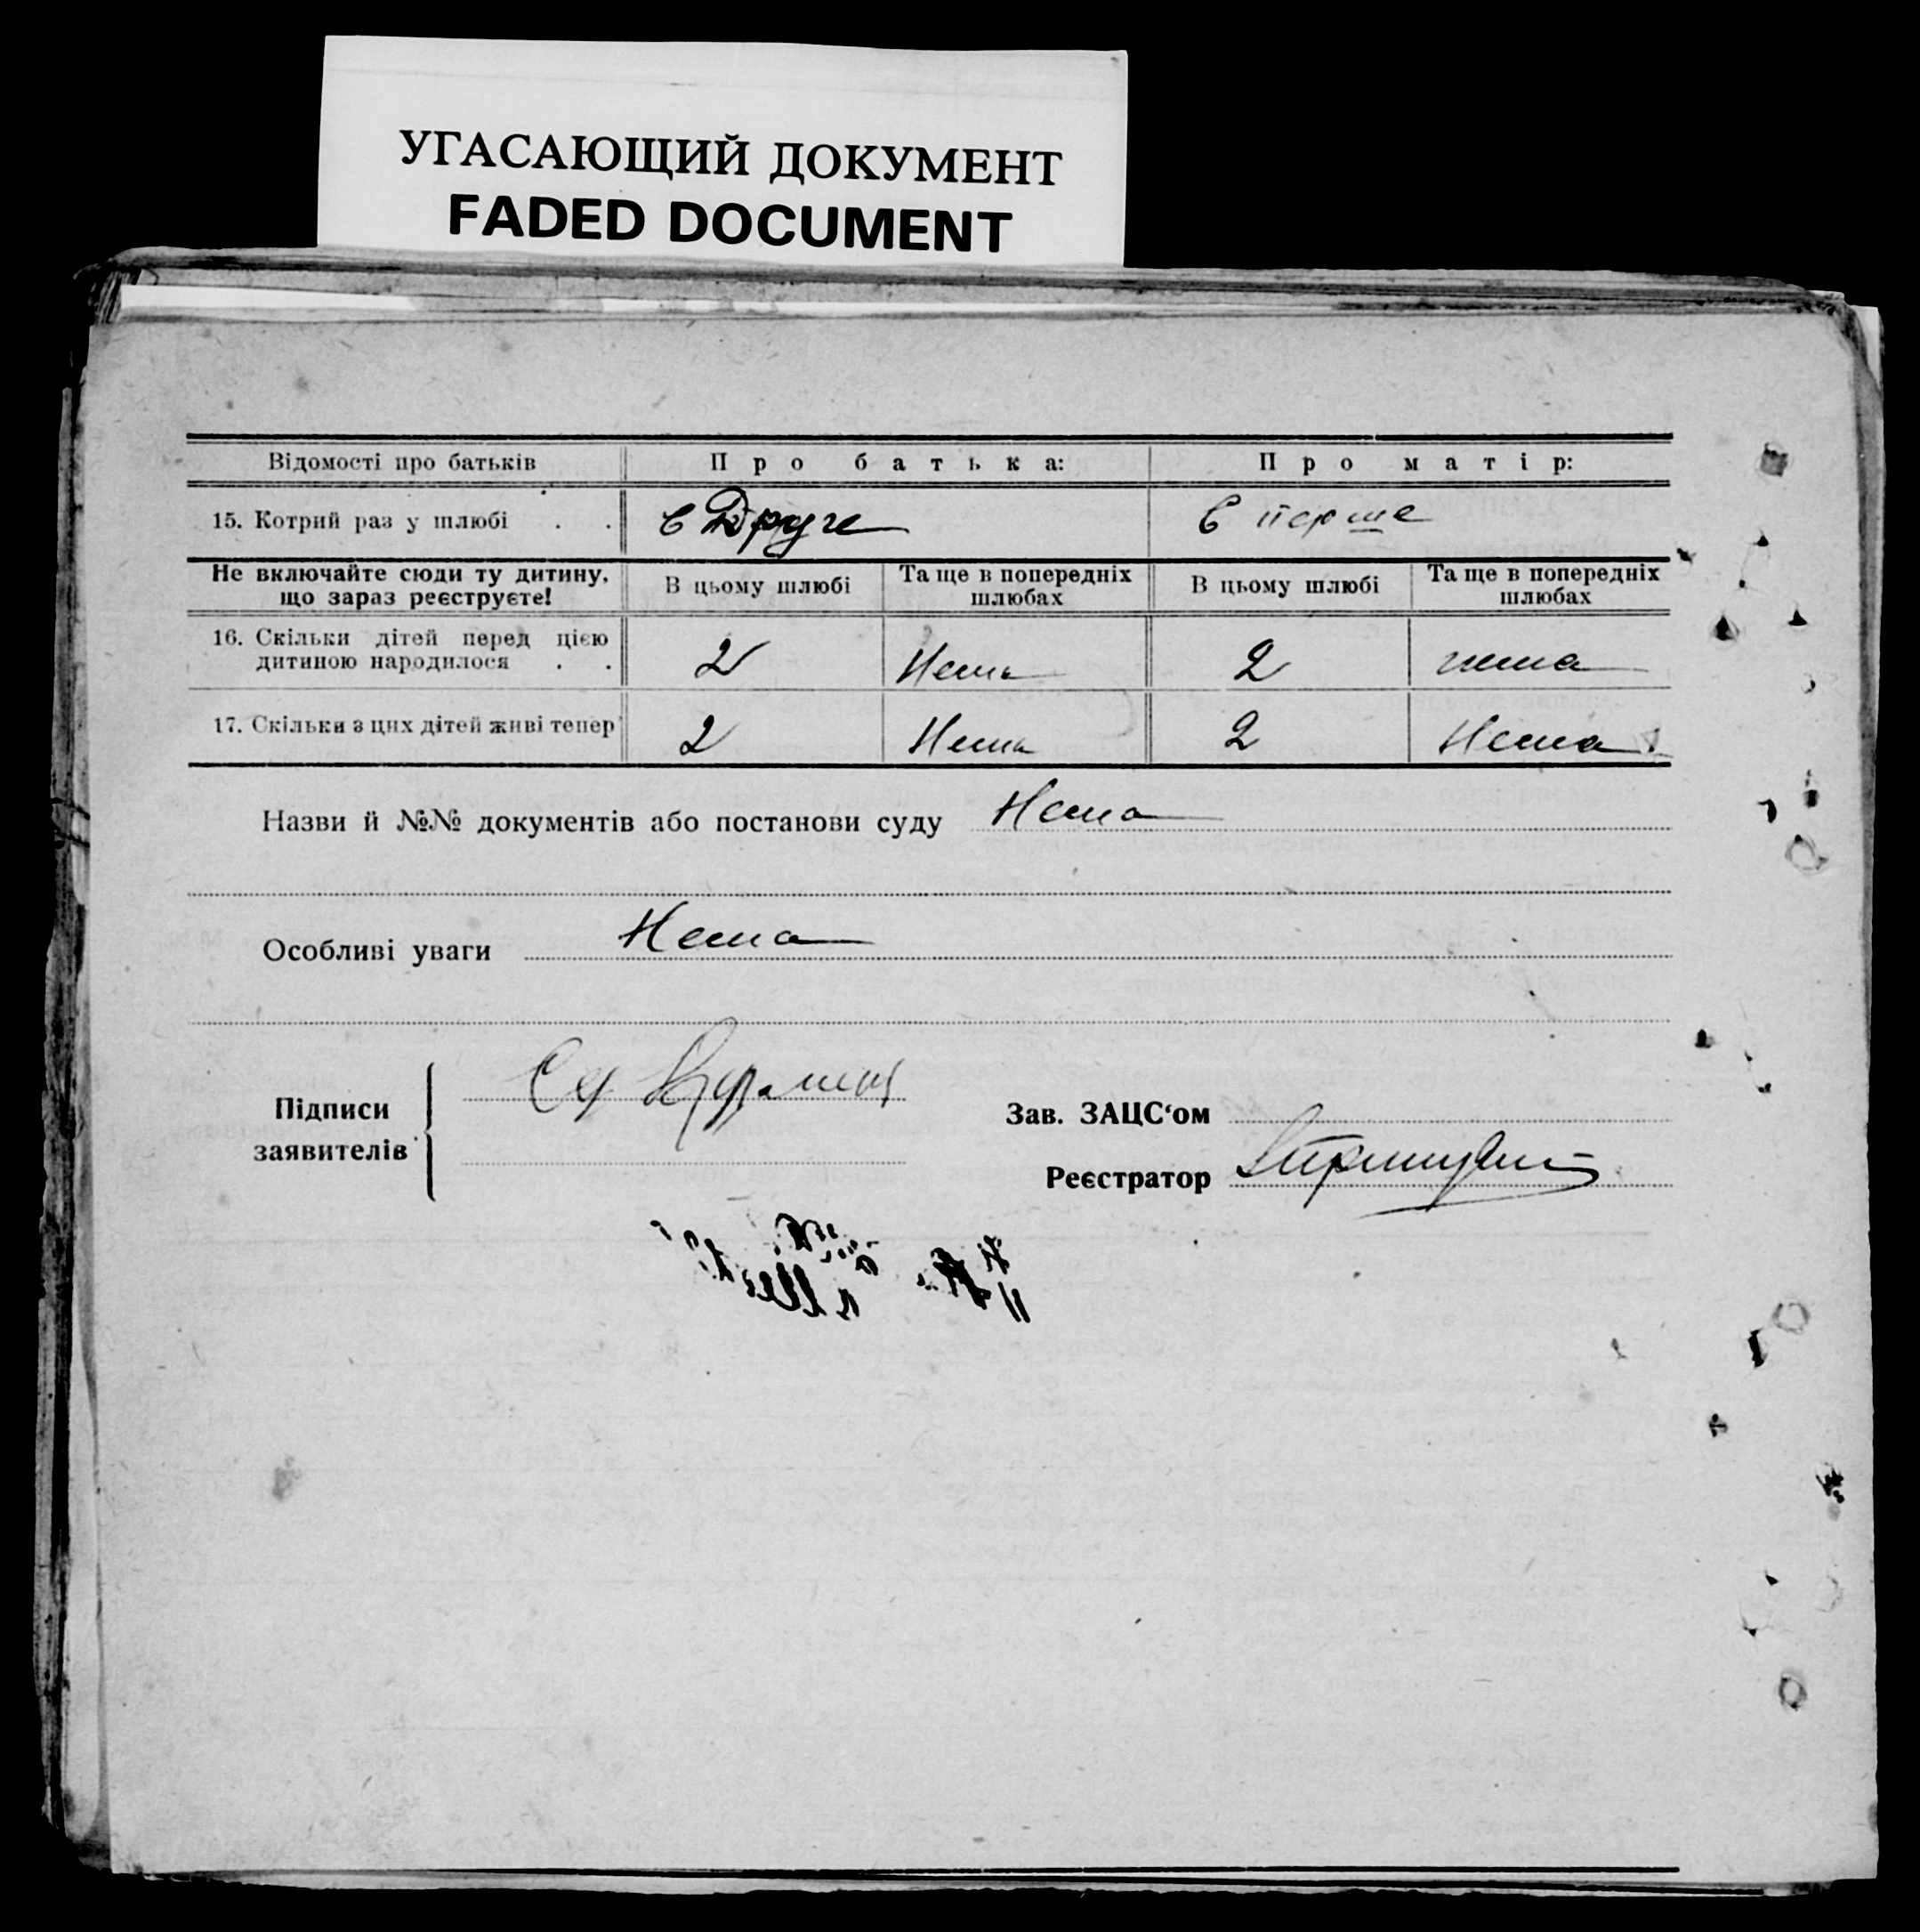 УГАСАЮЩИЙ ДОКУМЕНТ
FADED DOCUMENT
Відомості про батьків Про батька: Про матір:
15. Котрий раз у шлюбі . . в Друге в перше
Не включайте сюди ту дитину, що зараз реєструєте! В цьому шлюбі Та ще в попередніх шлюбах В цьому шлюбі Та ще в попередніх шлюбах
16. Скільки дітей перед цією
дитиною народилося . . 2 Нема 2 нема
17. Скільки з цих дітей живі тепер 2 Нема 2 Нема
Назви й №№ документів або постанови суду Нема
Особливі уваги Нема
Підписи
заявителів
Зав. ЗАЦС‘ом
Реєстратор